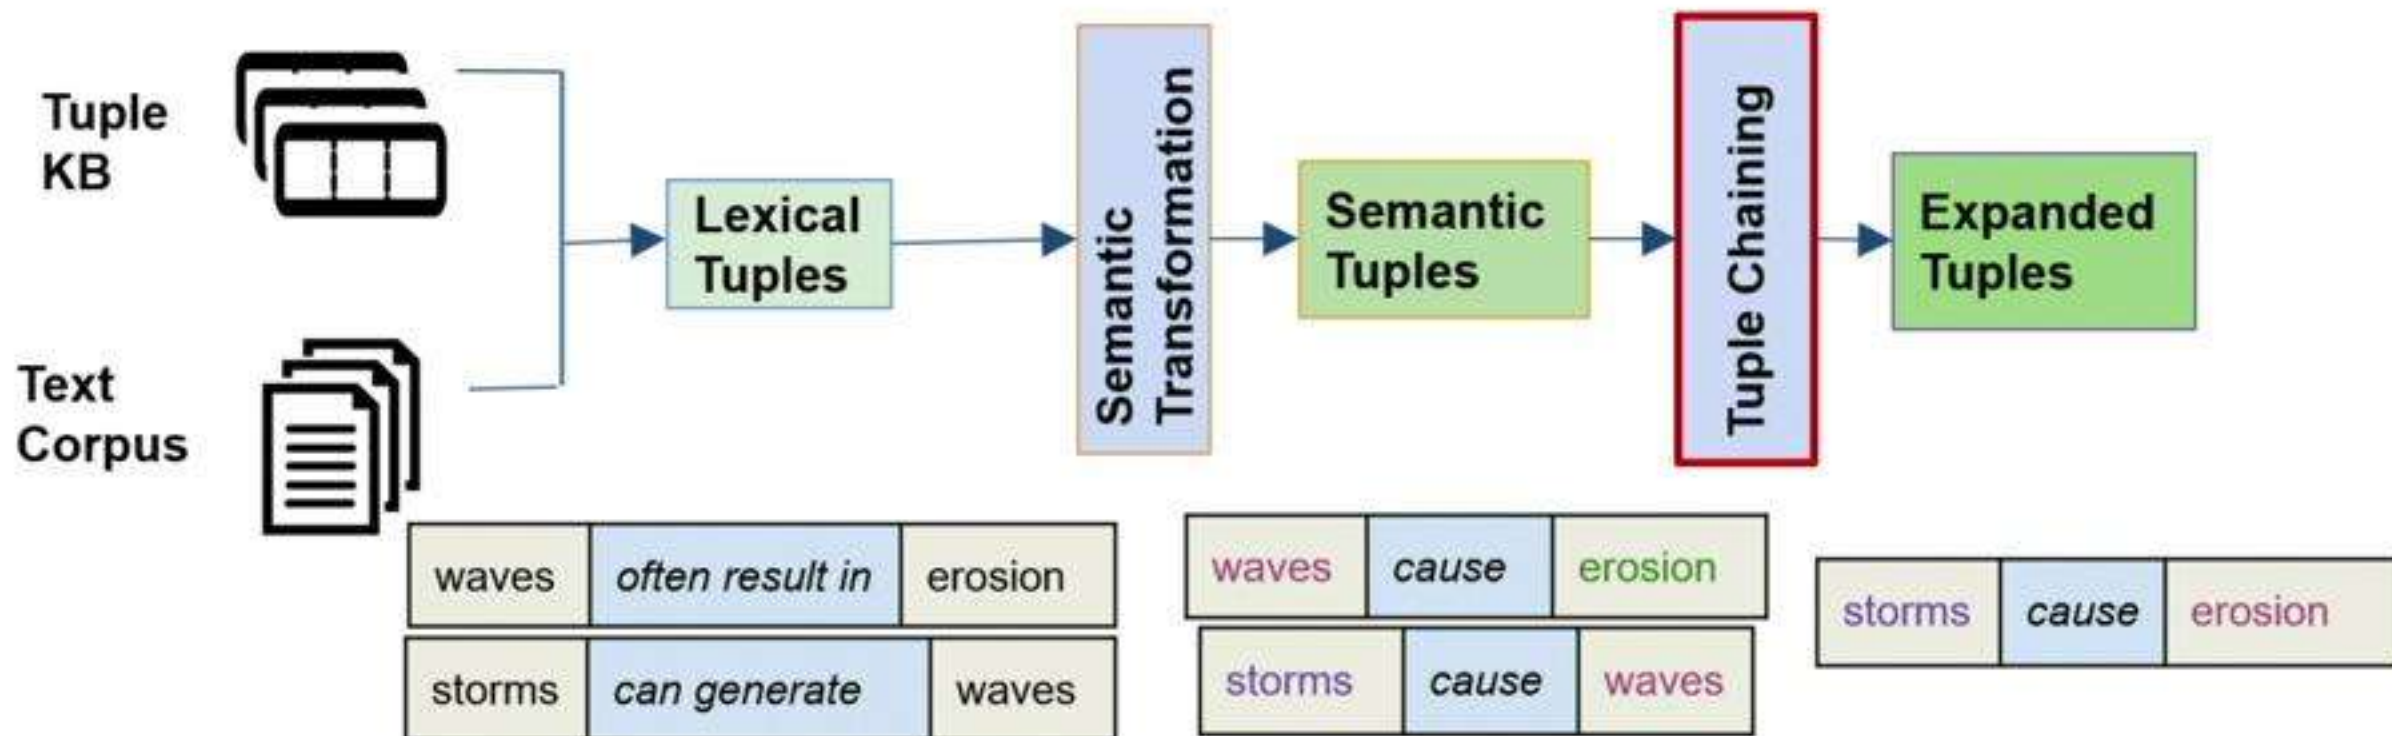 Tuple
KB
Text
Corpus
Lexical
Tuples
Semantic
Transformation
Semantic
Tuples
Tuple Chaining
Expanded
Tuples
waves often result in erosion
storms can generate waves
waves cause erosion
storms cause waves
storms cause erosion